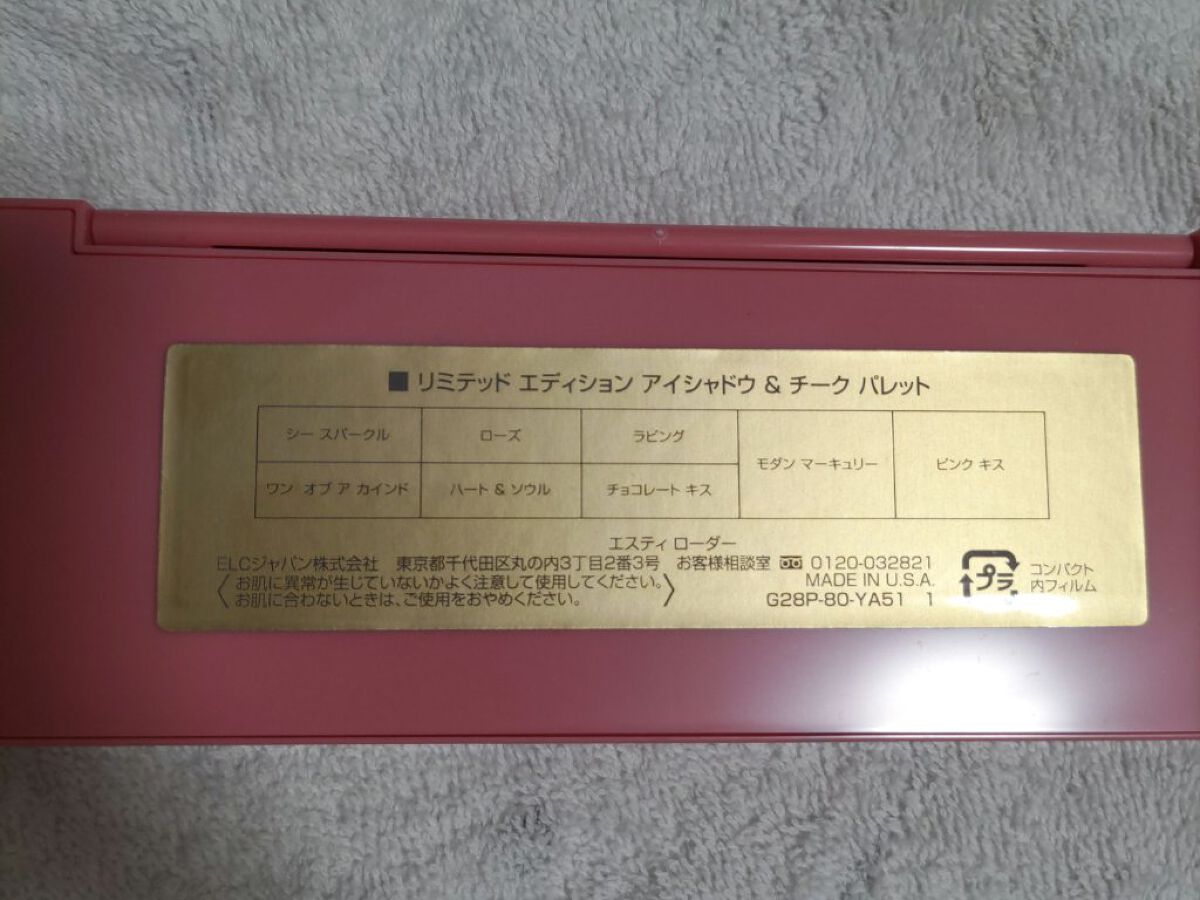 ■ リミテッド エディション アイシャドウ & チーク パレット
シー スパークル ローズ ラビング モダン マーキュリー ピンク キス
ワン オブ ア カインド ハート & ソウル チョコレート キス
エスティ ローダー
ELCジャパン株式会社 東京都千代田区丸の内3丁目2番3号 お客様相談室 0120-032821
お肌に異常が生じていないかよく注意して使用してください。 MADE IN U.S.A.
お肌に合わないときは、ご使用をおやめください。 G28P-80-YA51 1
プラ コンパクト
内フィルム